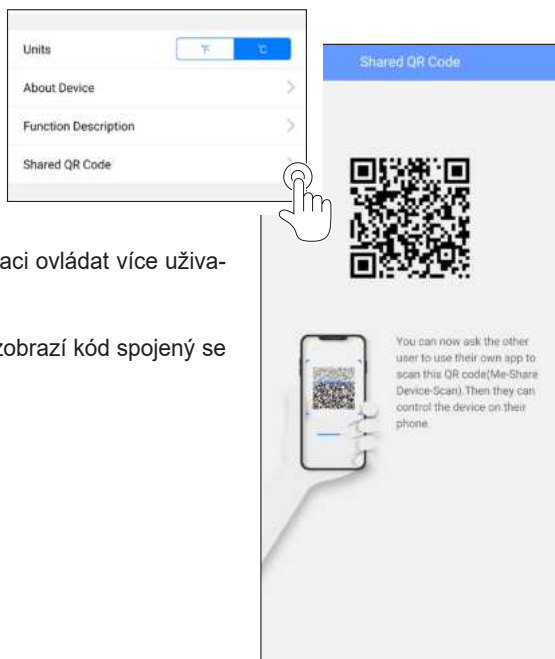 Units
°F
°C
About Device
Function Description
Shared QR Code
Shared QR Code
aci ovládat více uživa-
zobrazí kód spojený se
You can now ask the other
user to use their own app to
scan this QR code(Me-Share
Device-Scan).Then they can
control the device on their
phone.